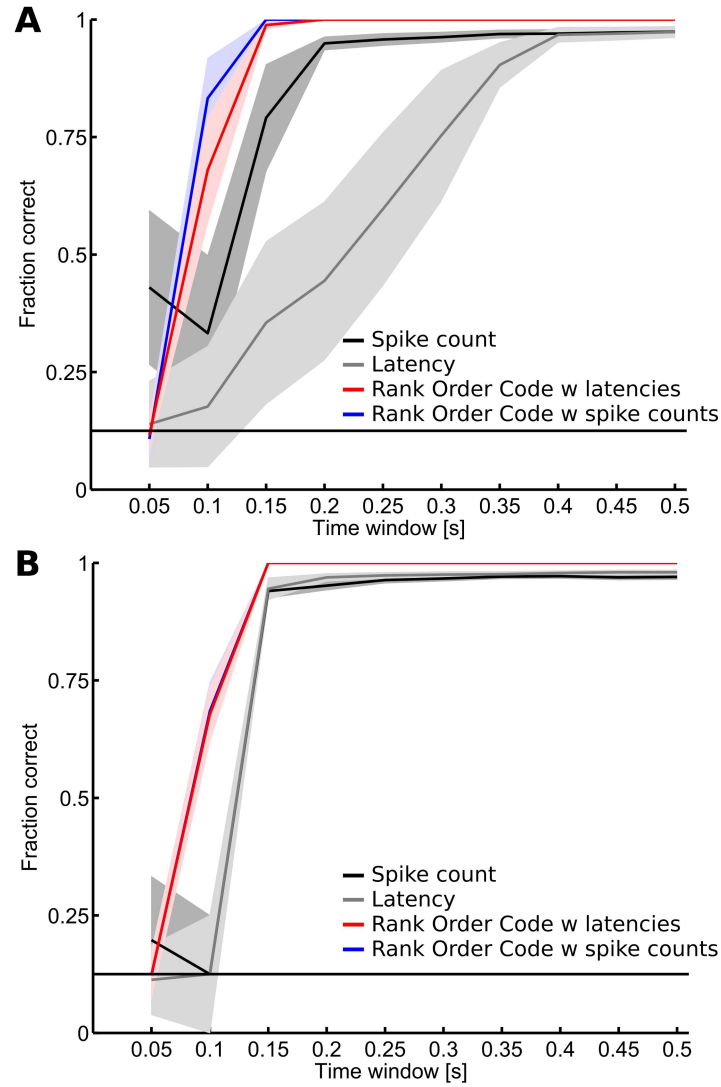 A
1
0.75
0.5
0.25
0
Fraction correct
Spike count
Latency
Rank Order Code w latencies
Rank Order Code w spike counts
0.05 0.1 0.15 0.2 0.25 0.3 0.35 0.4 0.45 0.5
Time window [s]
B
1
0.75
0.5
0.25
0
Fraction correct
Spike count
Latency
Rank Order Code w latencies
Rank Order Code w spike counts
0.05 0.1 0.15 0.2 0.25 0.3 0.35 0.4 0.45 0.5
Time window [s]